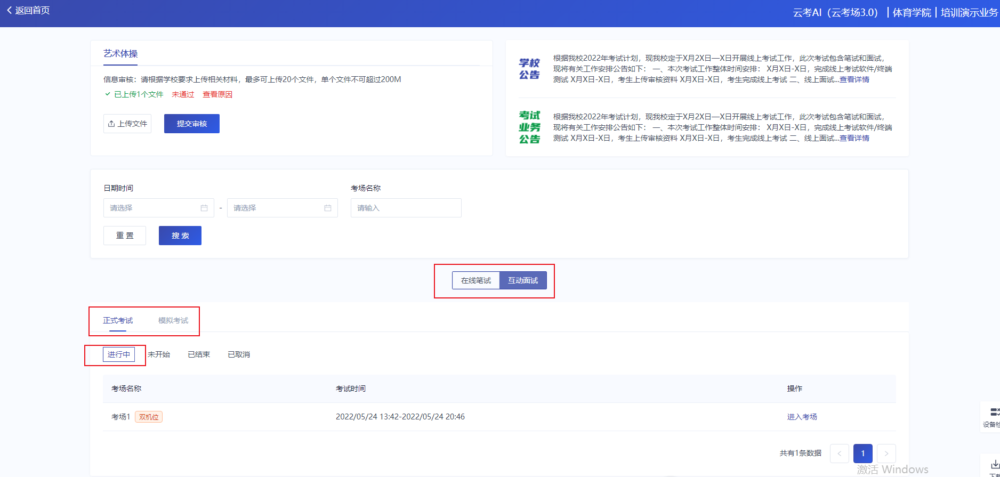 返回首页
云考AI（云考场3.0） | 体育学院 | 培训演示业务
艺术体操
信息审核：请根据学校要求上传相关材料，最多可上传20个文件，单个文件不可超过200M
已上传1个文件 未通过 查看原因
上传文件 提交审核
学校
公告
根据我校2022年考试计划，现我校定于X月2X日—X日开展线上考试工作，此次考试包含笔试和面试，
现将有关工作安排公告如下： 一、本次考试工作整体时间安排： X月X日-X日，完成线上考试软件/终端
测试 X月X日-X日，考生上传审核资料 X月X日-X日，考生完成线上考试 二、线上面试...查看详情
考试
业务
公告
根据我校2022年考试计划，现我校定于X月2X日—X日开展线上考试工作，此次考试包含笔试和面试，
现将有关工作安排公告如下： 一、本次考试工作整体时间安排： X月X日-X日，完成线上考试软件/终端
测试 X月X日-X日，考生上传审核资料 X月X日-X日，考生完成线上考试 二、线上面试...查看详情
日期时间 考场名称
请选择 - 请选择 请输入
重 置 搜 索
在线笔试 互动面试
正式考试 模拟考试
进行中 未开始 已结束 已取消
考场名称 考试时间 操作
考场1 双机位 2022/05/24 13:42-2022/05/24 20:46 进入考场
设备检
共有1条数据 < 1 >
激活 Windows